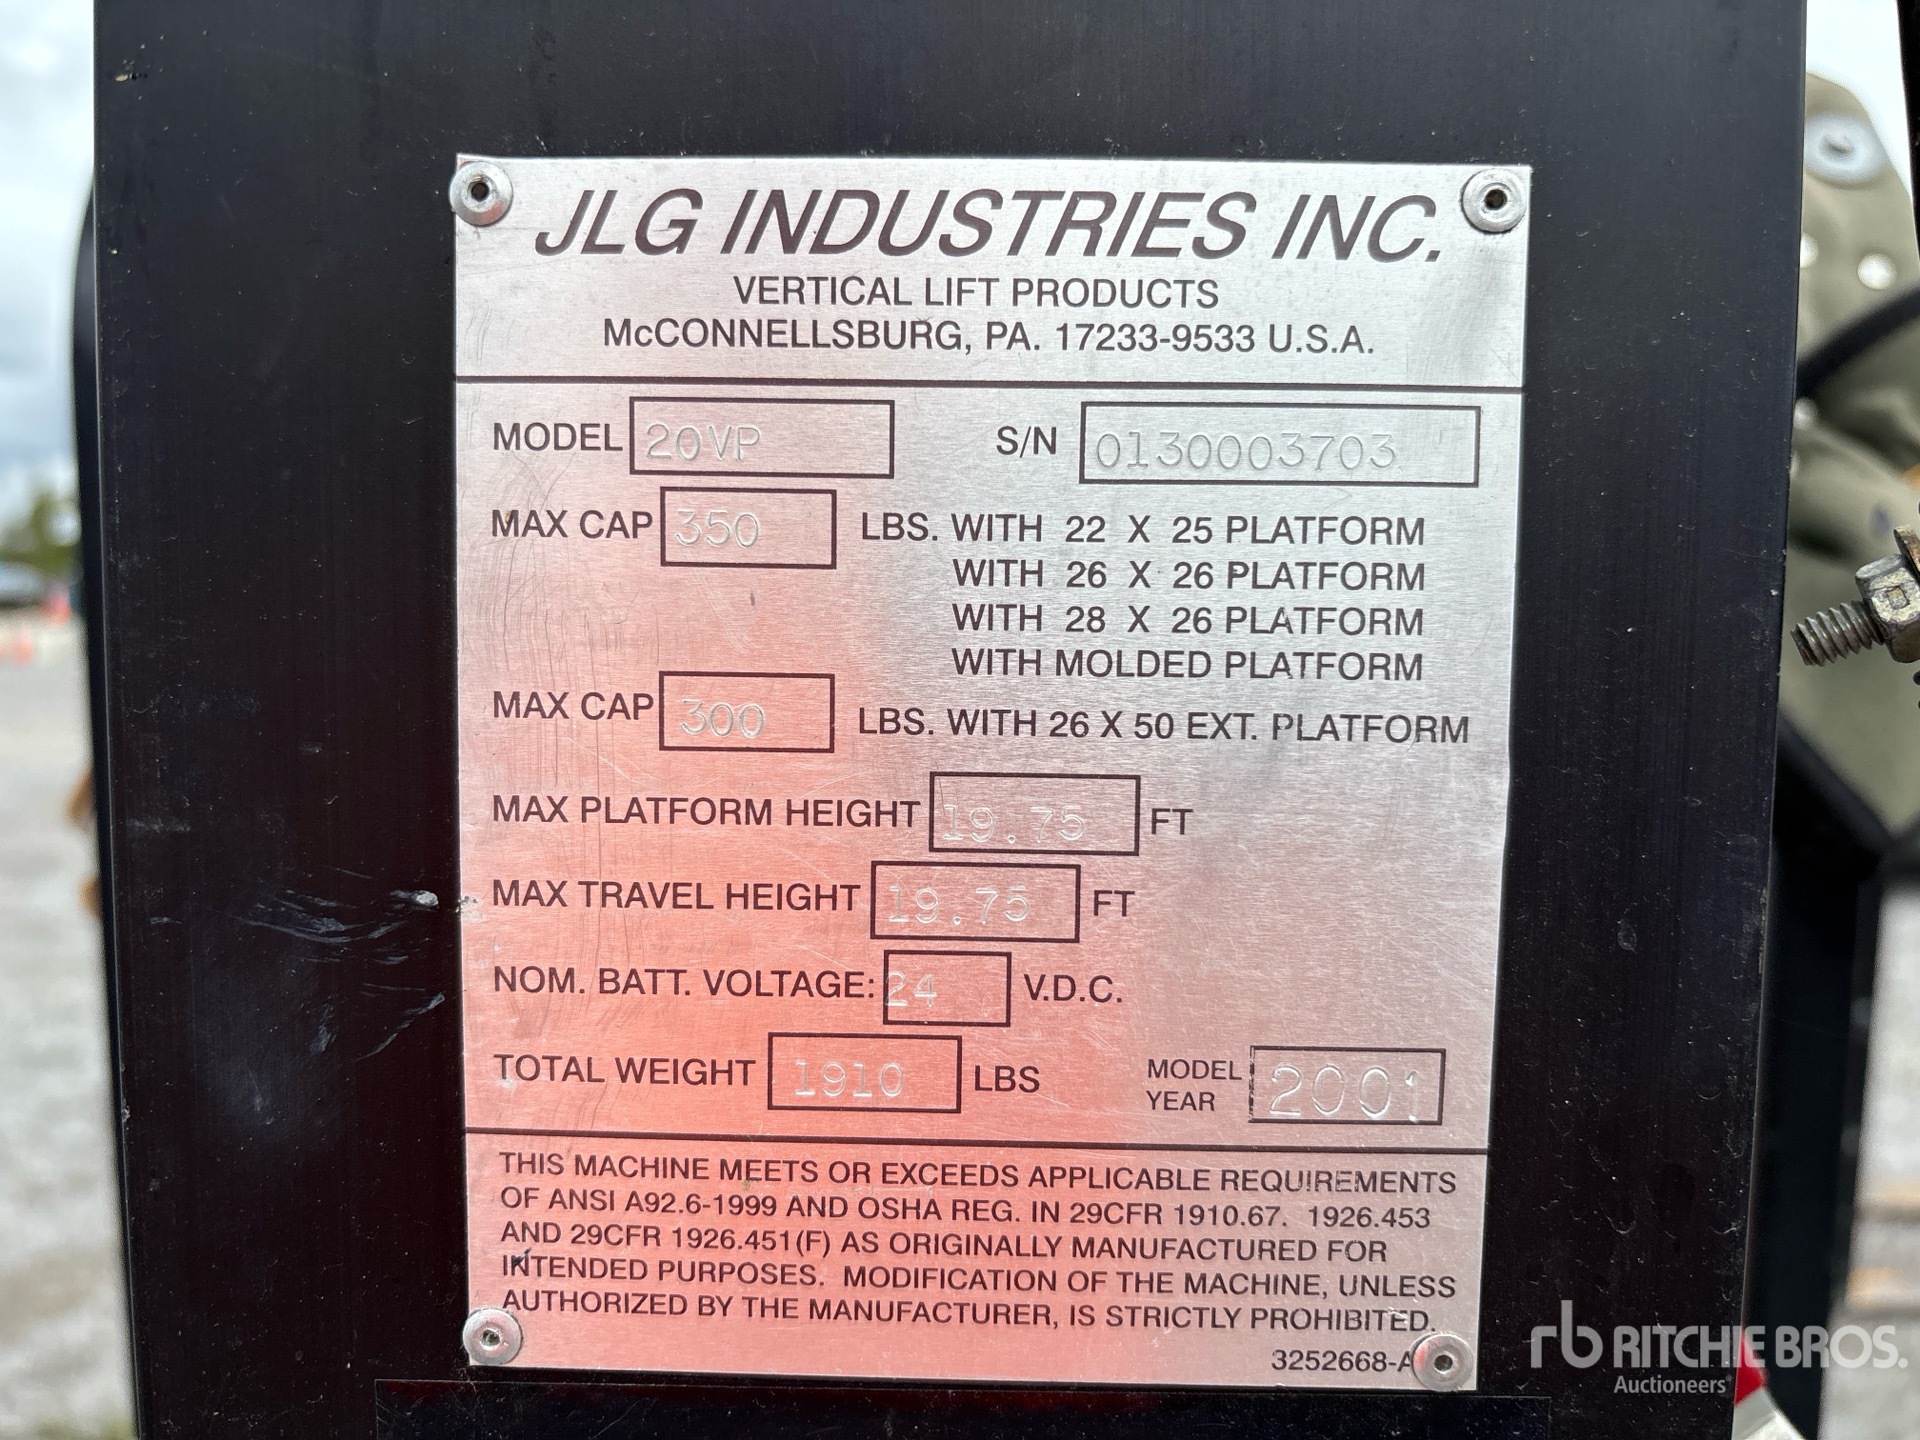 JLG INDUSTRIES INC.
VERTICAL LIFT PRODUCTS
McCONNELLSBURG, PA. 17233-9533 U.S.A.
MODEL 20VP S/N 0130003703
MAX CAP 350 LBS. WITH 22 X 25 PLATFORM
WITH 26 X 26 PLATFORM
WITH 28 X 26 PLATFORM
WITH MOLDED PLATFORM
MAX CAP 300 LBS. WITH 26 X 50 EXT. PLATFORM
MAX PLATFORM HEIGHT 19.75 FT
MAX TRAVEL HEIGHT 19.75 FT
NOM. BATT. VOLTAGE: 24 V.D.C.
TOTAL WEIGHT 1910 LBS MODEL YEAR 2001
THIS MACHINE MEETS OR EXCEEDS APPLICABLE REQUIREMENTS
OF ANSI A92.6-1999 AND OSHA REG. IN 29CFR 1910.67. 1926.453
AND 29CFR 1926.451(F) AS ORIGINALLY MANUFACTURED FOR
INTENDED PURPOSES. MODIFICATION OF THE MACHINE, UNLESS
AUTHORIZED BY THE MANUFACTURER, IS STRICTLY PROHIBITED.
3252668-A
rb RITCHIE BROS.
Auctioneers